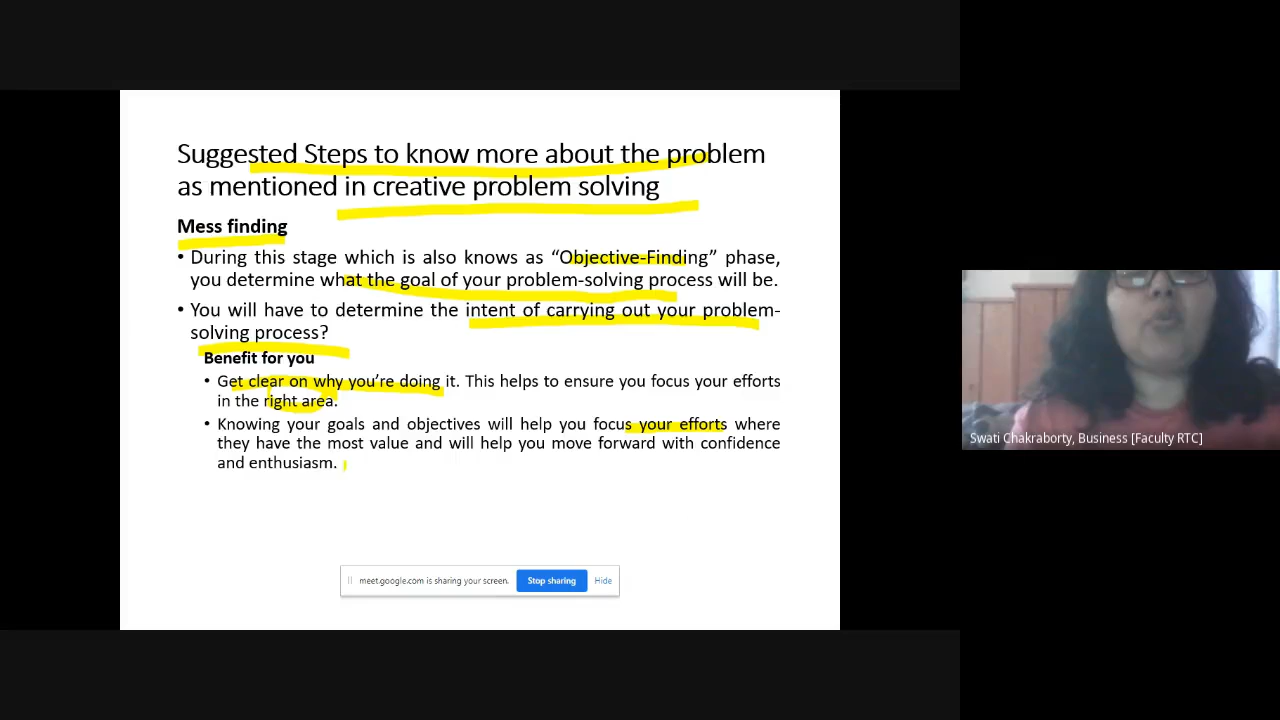 Suggested Steps to know more about the problem
as mentioned in creative problem solving
Mess finding
• During this stage which is also knows as “Objective-Finding” phase,
you determine what the goal of your problem-solving process will be.
• You will have to determine the intent of carrying out your problem-
solving process?
Benefit for you
• Get clear on why you’re doing it. This helps to ensure you focus your efforts
in the right area.
• Knowing your goals and objectives will help you focus your efforts where
they have the most value and will help you move forward with confidence
and enthusiasm.
meet.google.com is sharing your screen.
Stop sharing
Hide
Swati Chakraborty, Business [Faculty RTC]